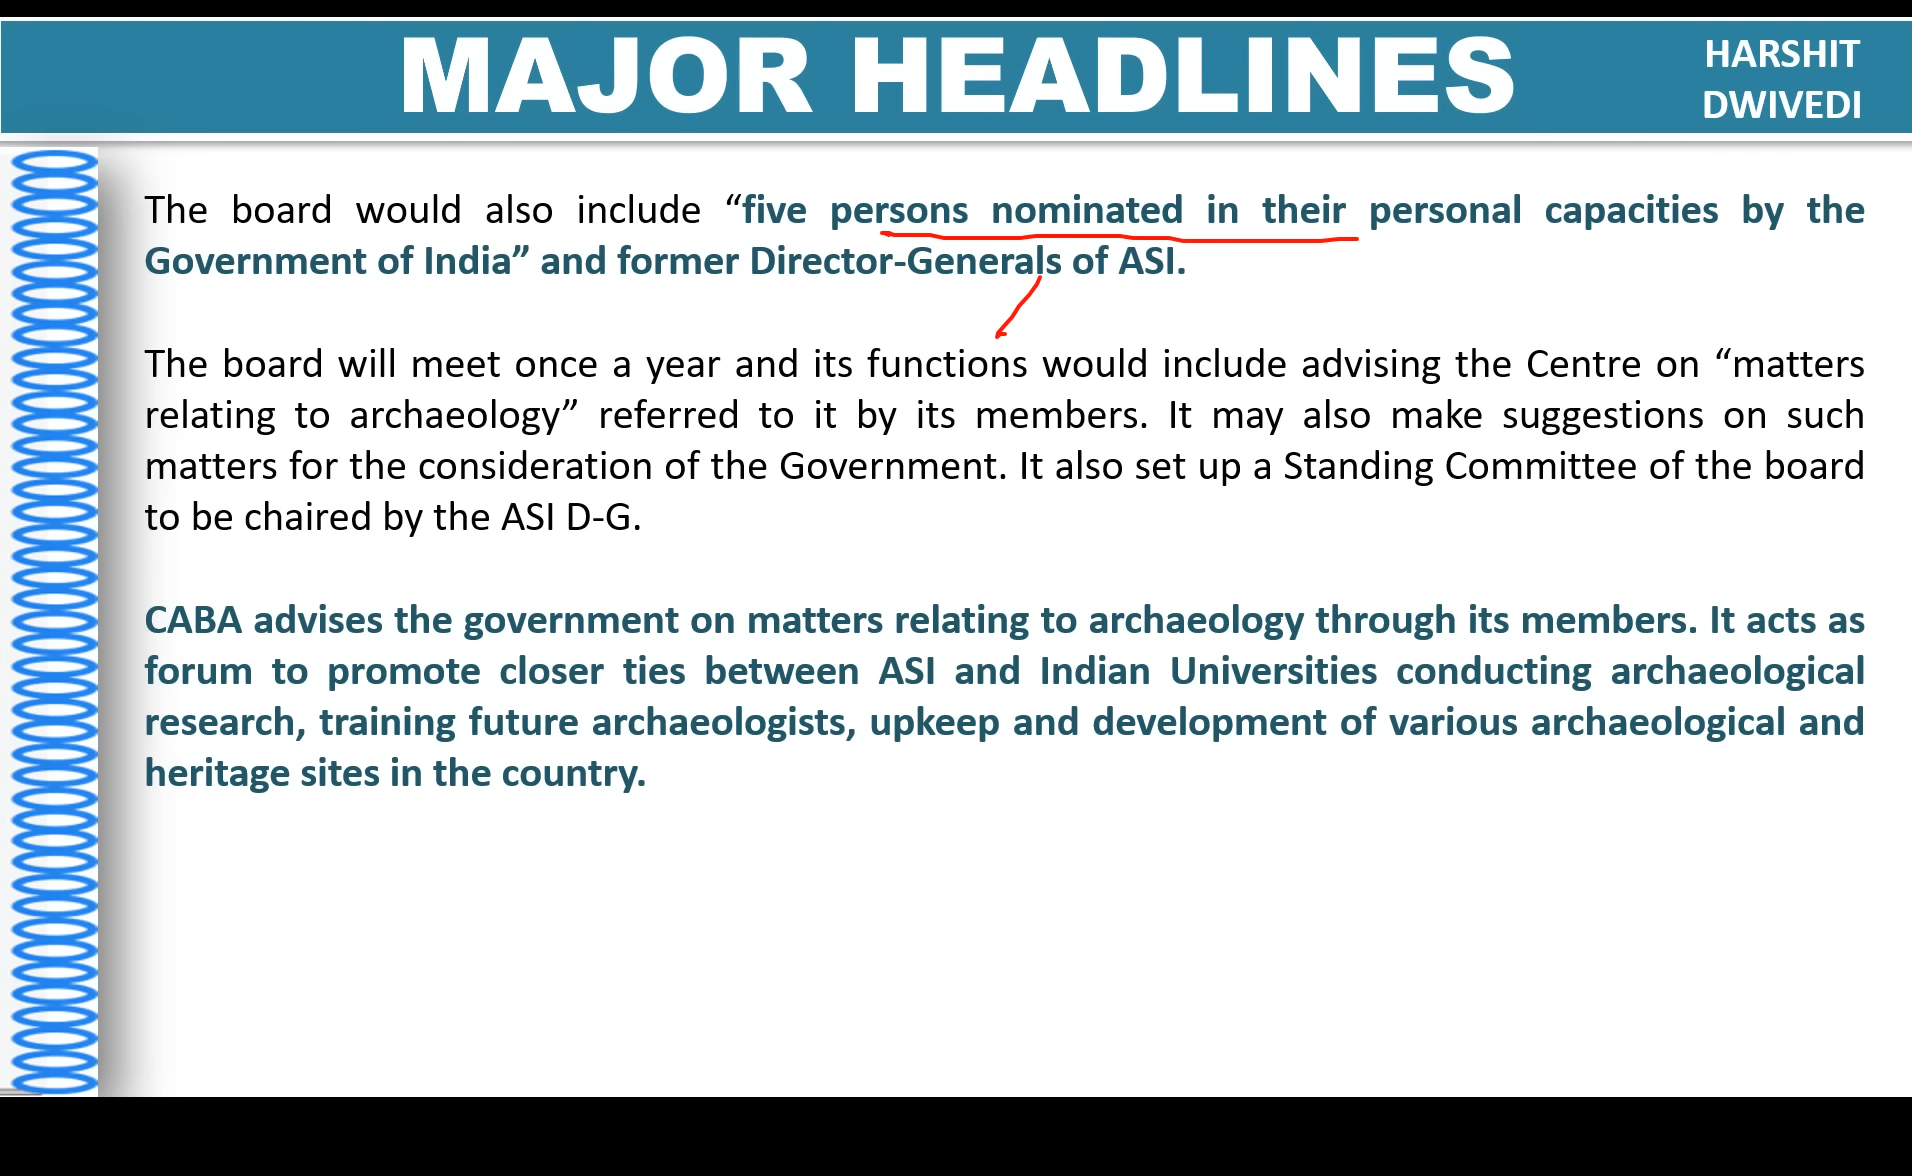 MAJOR HEADLINES
HARSHIT
DWIVEDI
The board would also include “five persons nominated in their personal capacities by the
Government of India” and former Director-Generals of ASI.
The board will meet once a year and its functions would include advising the Centre on “matters
relating to archaeology” referred to it by its members. It may also make suggestions on such
matters for the consideration of the Government. It also set up a Standing Committee of the board
to be chaired by the ASI D-G.
CABA advises the government on matters relating to archaeology through its members. It acts as
forum to promote closer ties between ASI and Indian Universities conducting archaeological
research, training future archaeologists, upkeep and development of various archaeological and
heritage sites in the country.